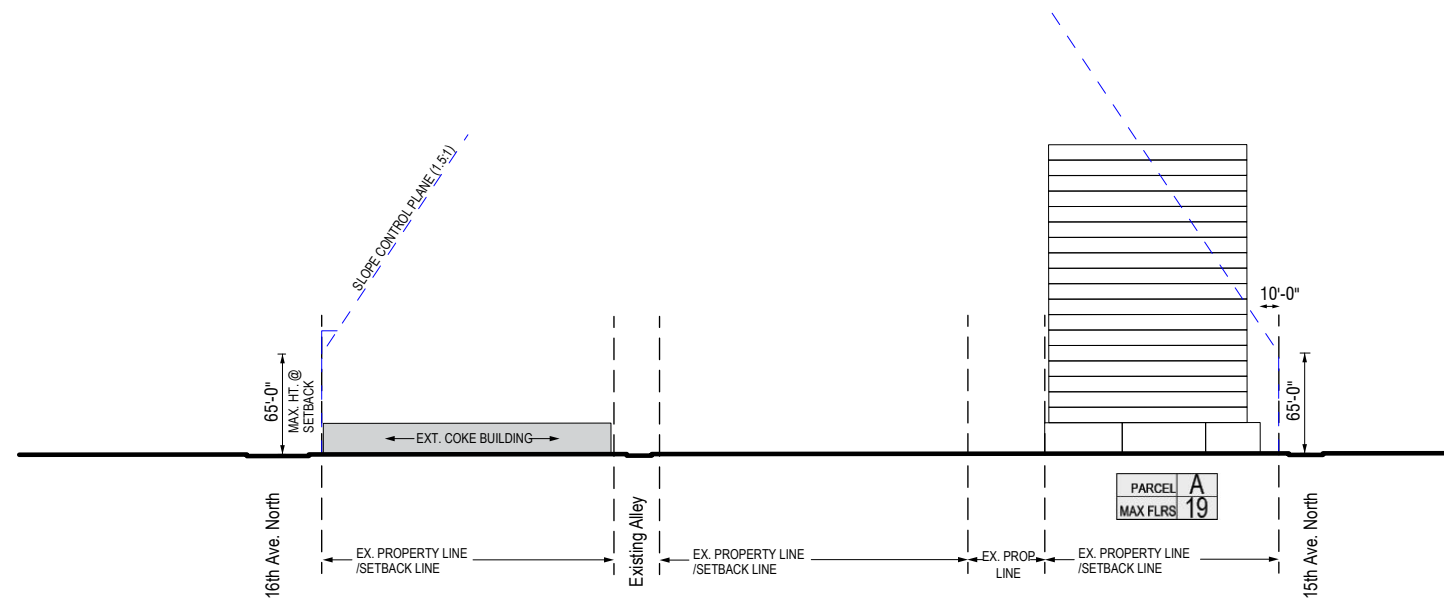 SLOPE CONTROL PLANE (1.5:1)
10'-0"
65'-0"
MAX. HT. @
SETBACK
65'-0"
EXT. COKE BUILDING
PARCEL A
MAX FLRS 19
16th Ave. North
EX. PROPERTY LINE
/SETBACK LINE
Existing Alley
EX. PROPERTY LINE
/SETBACK LINE
EX. PROP
LINE
EX. PROPERTY LINE
/SETBACK LINE
15th Ave. North